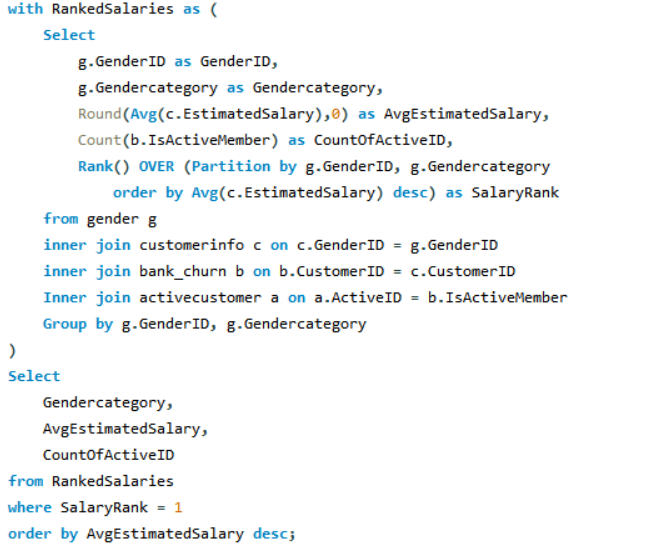 with RankedSalaries as (
    Select
        g.GenderID as GenderID,
        g.Gendercategory as Gendercategory,
        Round(Avg(c.EstimatedSalary),0) as AvgEstimatedSalary,
        Count(b.IsActiveMember) as CountOfActiveID,
        Rank() OVER (Partition by g.GenderID, g.Gendercategory
            order by Avg(c.EstimatedSalary) desc) as SalaryRank
    from gender g
    inner join customerinfo c on c.GenderID = g.GenderID
    inner join bank_churn b on b.CustomerID = c.CustomerID
    Inner join activecustomer a on a.ActiveID = b.IsActiveMember
    Group by g.GenderID, g.Gendercategory
)
Select
    Gendercategory,
    AvgEstimatedSalary,
    CountOfActiveID
from RankedSalaries
where SalaryRank = 1
order by AvgEstimatedSalary desc;